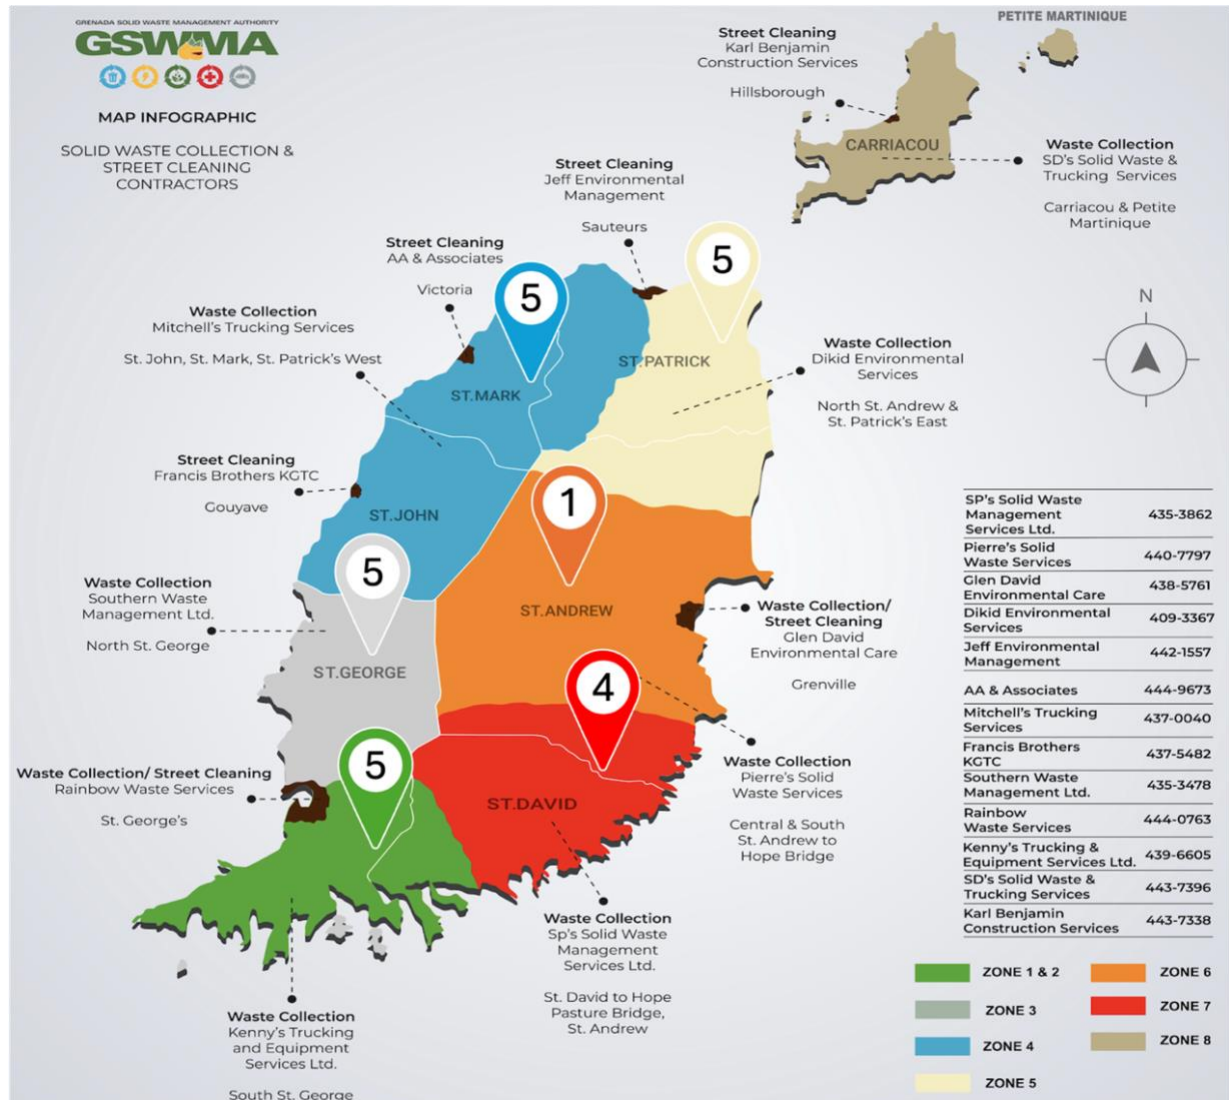 GRENADA SOLID WASTE MANAGEMENT AUTHORITY
GSWMA
MAP INFOGRAPHIC
SOLID WASTE COLLECTION &
STREET CLEANING
CONTRACTORS
PETITE MARTINIQUE
Street Cleaning
Karl Benjamin
Construction Services
Hillsborough
CARRIACOU
Waste Collection
SD's Solid Waste &
Trucking Services
Carriacou & Petite
Martinique
Street Cleaning
Jeff Environmental
Management
Sauteurs
Street Cleaning
AA & Associates
Victoria
Waste Collection
Mitchell's Trucking Services
St. John, St. Mark, St. Patrick's West
5
5
ST.PATRICK
ST.MARK
Waste Collection
Dikid Environmental
Services
North St. Andrew &
St. Patrick's East
N
Street Cleaning
Francis Brothers KGTC
Gouyave
ST.JOHN
1
5
Waste Collection
Southern Waste
Management Ltd.
North St. George
ST.ANDREW
Waste Collection/
Street Cleaning
Glen David
Environmental Care
Grenville
ST.GEORGE
4
5
Waste Collection/ Street Cleaning
Rainbow Waste Services
St. George's
ST.DAVID
Waste Collection
Pierre's Solid
Waste Services
Central & South
St. Andrew to
Hope Bridge
Waste Collection
Sp's Solid Waste
Management
Services Ltd.
St. David to Hope
Pasture Bridge,
St. Andrew
Waste Collection
Kenny's Trucking
and Equipment
Services Ltd.
South St. George
SP's Solid Waste
Management 435-3862
Services Ltd.
Pierre's Solid
Waste Services 440-7797
Glen David
Environmental Care 438-5761
Dikid Environmental
Services 409-3367
Jeff Environmental
Management 442-1557
AA & Associates 444-9673
Mitchell's Trucking
Services 437-0040
Francis Brothers
KGTC 437-5482
Southern Waste
Management Ltd. 435-3478
Rainbow
Waste Services 444-0763
Kenny's Trucking &
Equipment Services Ltd. 439-6605
SD's Solid Waste &
Trucking Services 443-7396
Karl Benjamin
Construction Services 443-7338
ZONE 1 & 2
ZONE 3
ZONE 4
ZONE 5
ZONE 6
ZONE 7
ZONE 8